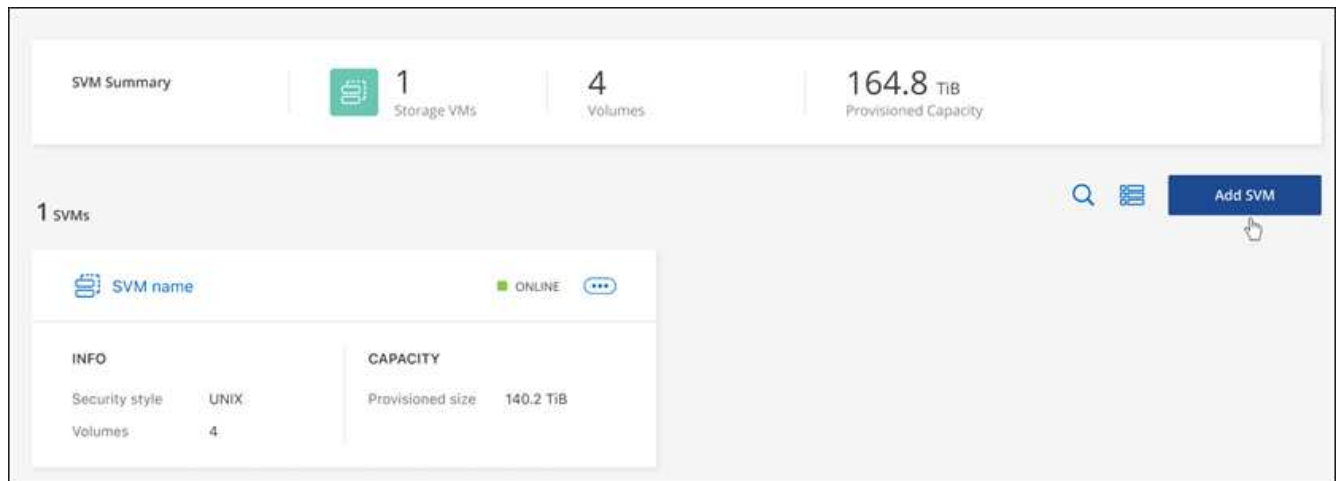 SVM Summary
1
Storage VMs
4
Volumes
164.8 TiB
Provisioned Capacity
1 SVMs
Add SVM
SVM name
ONLINE
INFO
Security style UNIX
Volumes 4
CAPACITY
Provisioned size 140.2 TiB